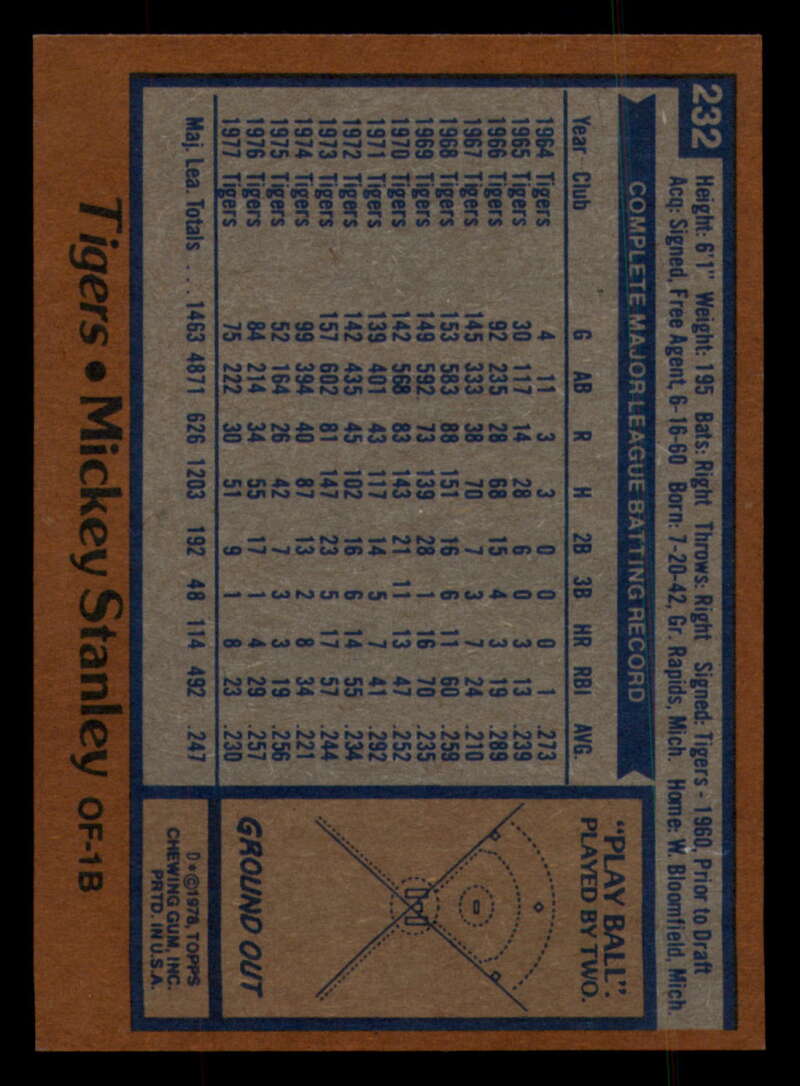 232
Height: 6'1" Weight: 195 Bats: Right Throws: Right Signed: Tigers - 1960, Prior to Draft
Acq: Signed, Free Agent, 6-16-60 Born: 7-20-42, Gr. Rapids, Mich. Home: W. Bloomfield, Mich.
COMPLETE MAJOR LEAGUE BATTING RECORD
Year Club G AB R H 2B 3B HR RBI AVG.
1964 Tigers 4 11 3 3 0 0 0 1 .273
1965 Tigers 30 117 14 28 6 0 3 13 .239
1966 Tigers 92 235 28 68 15 4 3 19 .289
1967 Tigers 145 333 38 70 7 3 7 24 .210
1968 Tigers 153 583 88 151 16 6 11 60 .259
1969 Tigers 149 592 73 139 28 1 16 70 .235
1970 Tigers 142 568 83 143 21 11 13 47 .252
1971 Tigers 139 401 43 117 14 5 7 41 .292
1972 Tigers 142 435 45 102 16 6 14 55 .234
1973 Tigers 157 602 81 147 23 5 17 57 .244
1974 Tigers 99 394 40 87 13 2 8 34 .221
1975 Tigers 52 164 26 42 7 3 3 19 .256
1976 Tigers 84 214 34 55 17 1 4 29 .257
1977 Tigers 75 222 30 51 9 1 8 23 .230
Maj. Lea. Totals . . . 1463 4871 626 1203 192 48 114 492 .247
"PLAY BALL":
PLAYED BY TWO.
GROUND OUT
D*©1978, TOPPS
CHEWING GUM, INC.
PRTD. IN U.S.A.
Tigers • Mickey Stanley OF-1B